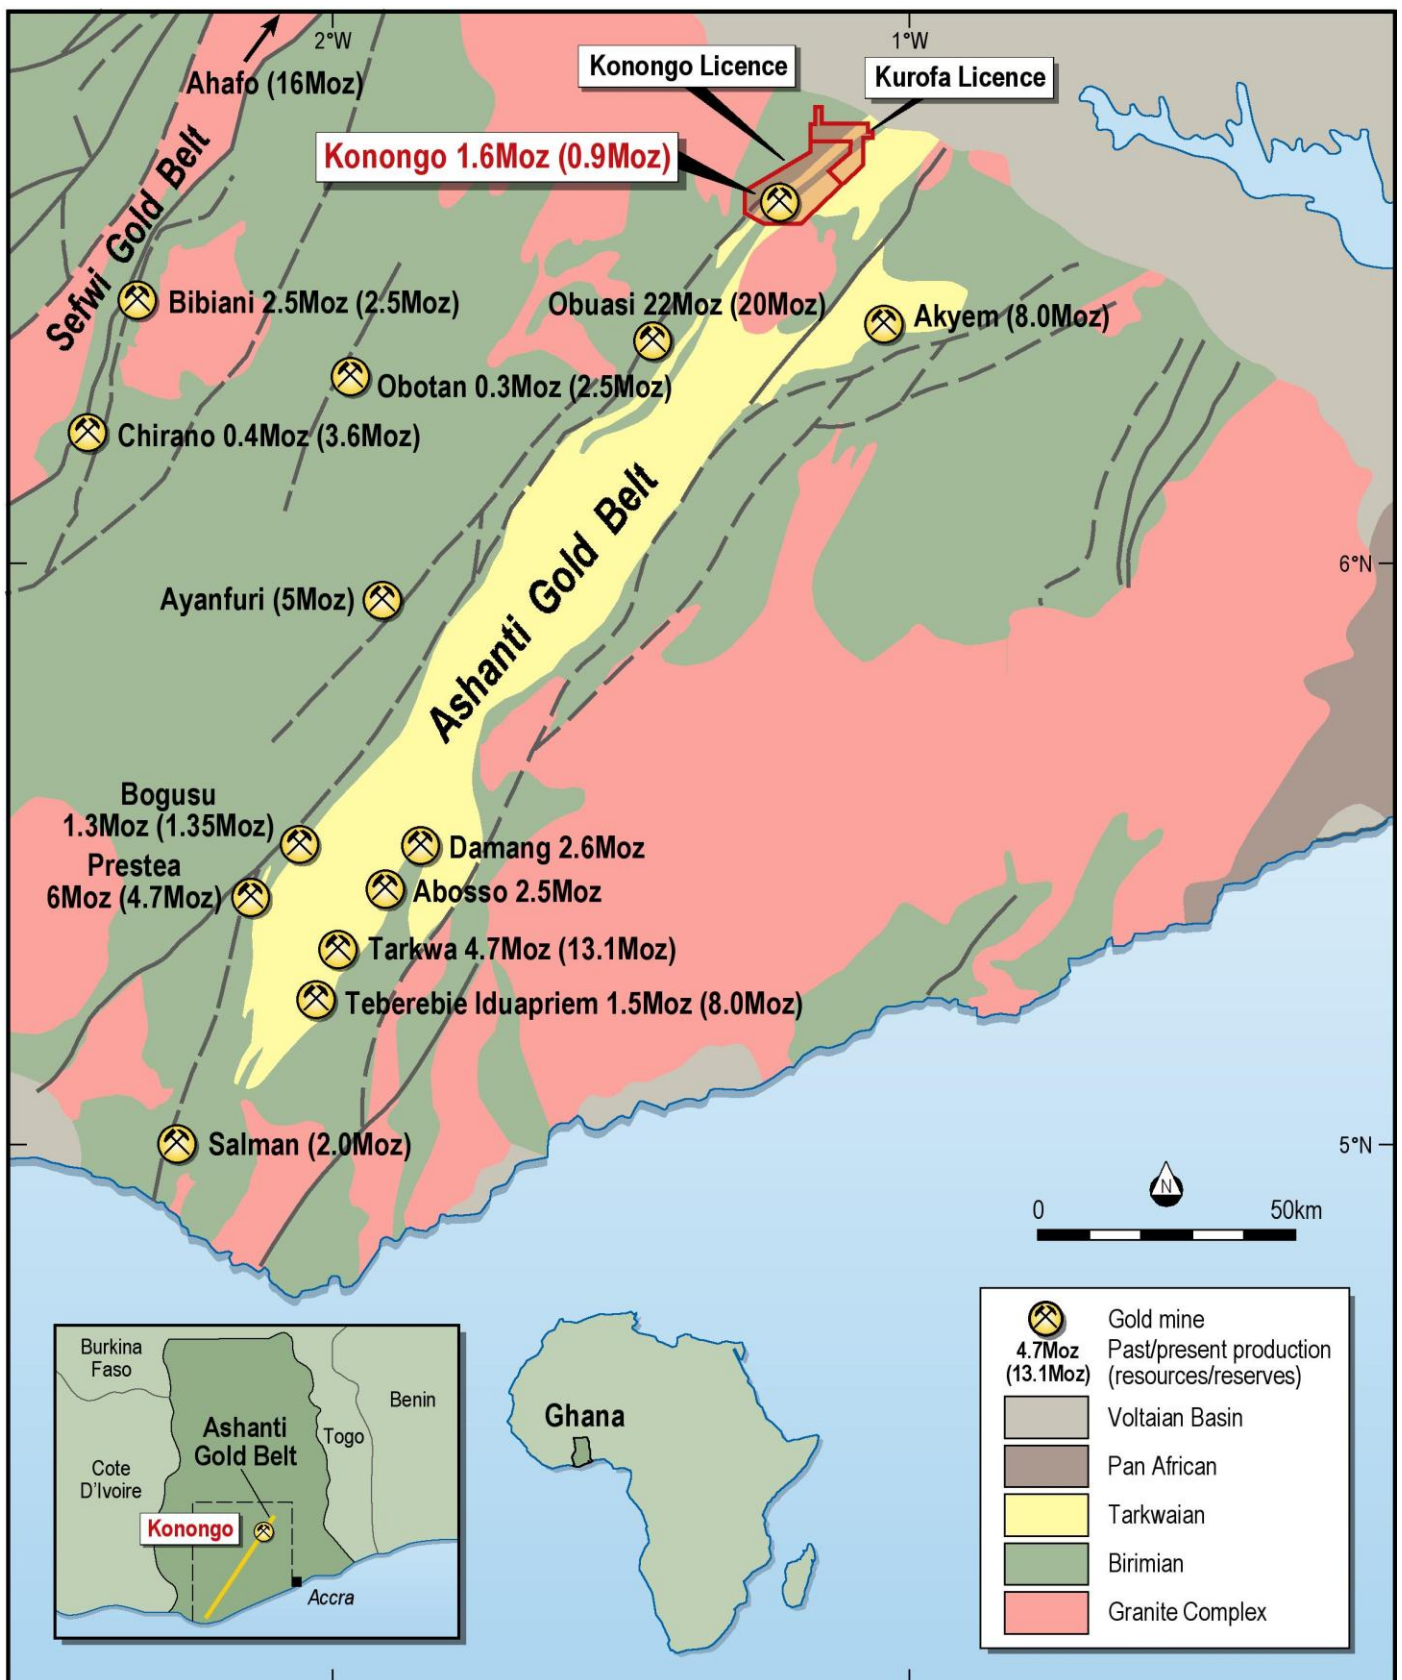 2°W
1°W
Ahafo (16Moz)
Konongo Licence
Kurofa Licence
Konongo 1.6Moz (0.9Moz)
Sefwi Gold Belt
Bibiani 2.5Moz (2.5Moz)
Obuasi 22Moz (20Moz)
Akyem (8.0Moz)
Obotan 0.3Moz (2.5Moz)
Chirano 0.4Moz (3.6Moz)
Ashanti Gold Belt
6°N
Ayanfuri (5Moz)
Bogusu
1.3Moz (1.35Moz)
Prestea
6Moz (4.7Moz)
Damang 2.6Moz
Abosso 2.5Moz
Tarkwa 4.7Moz (13.1Moz)
Teberebie Iduapriem 1.5Moz (8.0Moz)
Salman (2.0Moz)
5°N
N
0 50km
Burkina
Faso
Benin
Togo
Ashanti
Gold Belt
Cote
D'Ivoire
Konongo
Accra
Ghana
Gold mine
4.7Moz Past/present production
(13.1Moz) (resources/reserves)
Voltaian Basin
Pan African
Tarkwaian
Birimian
Granite Complex